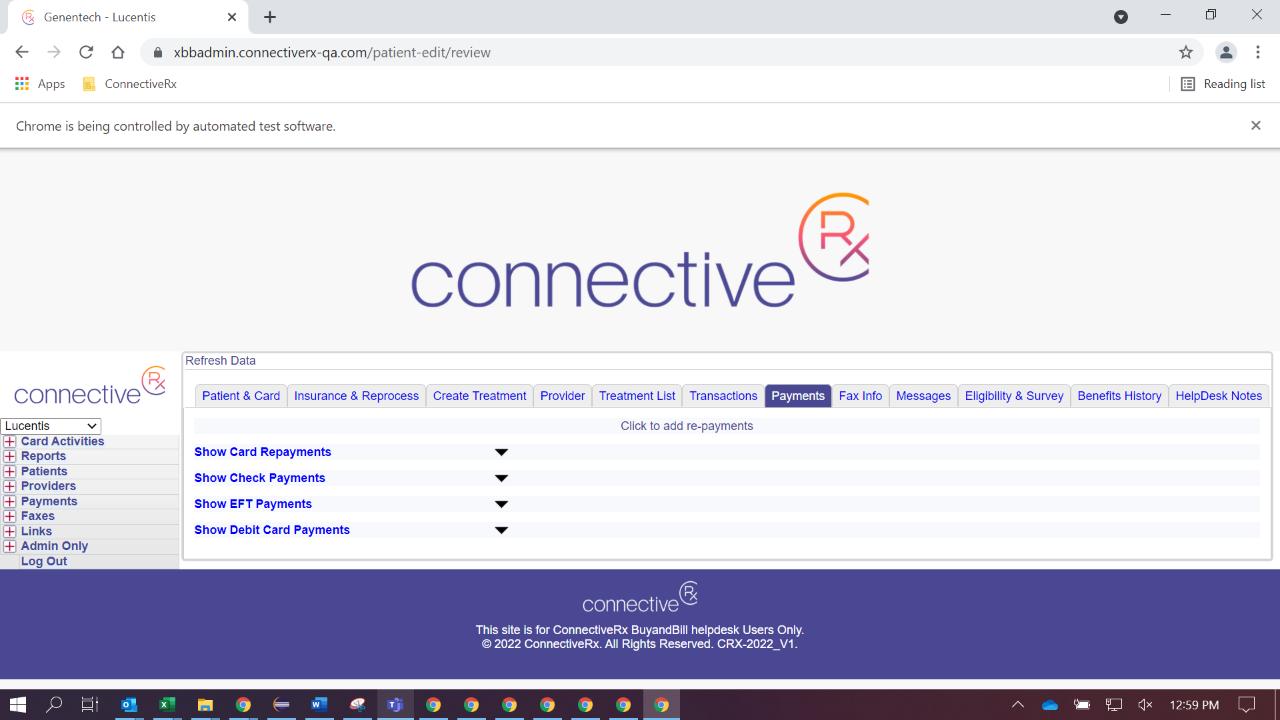 Genentech - Lucentis
xbbadmin.connectiverx-qa.com/patient-edit/review
Apps ConnectiveRx Reading list
Chrome is being controlled by automated test software.
connective Rx
connective Rx
Refresh Data
Patient & Card Insurance & Reprocess Create Treatment Provider Treatment List Transactions Payments Fax Info Messages Eligibility & Survey Benefits History HelpDesk Notes
Lucentis
Card Activities
Reports
Patients
Providers
Payments
Faxes
Links
Admin Only
Log Out
Click to add re-payments
Show Card Repayments
Show Check Payments
Show EFT Payments
Show Debit Card Payments
connective Rx
This site is for ConnectiveRx BuyandBill helpdesk Users Only.
© 2022 ConnectiveRx. All Rights Reserved. CRX-2022_V1.
12:59 PM